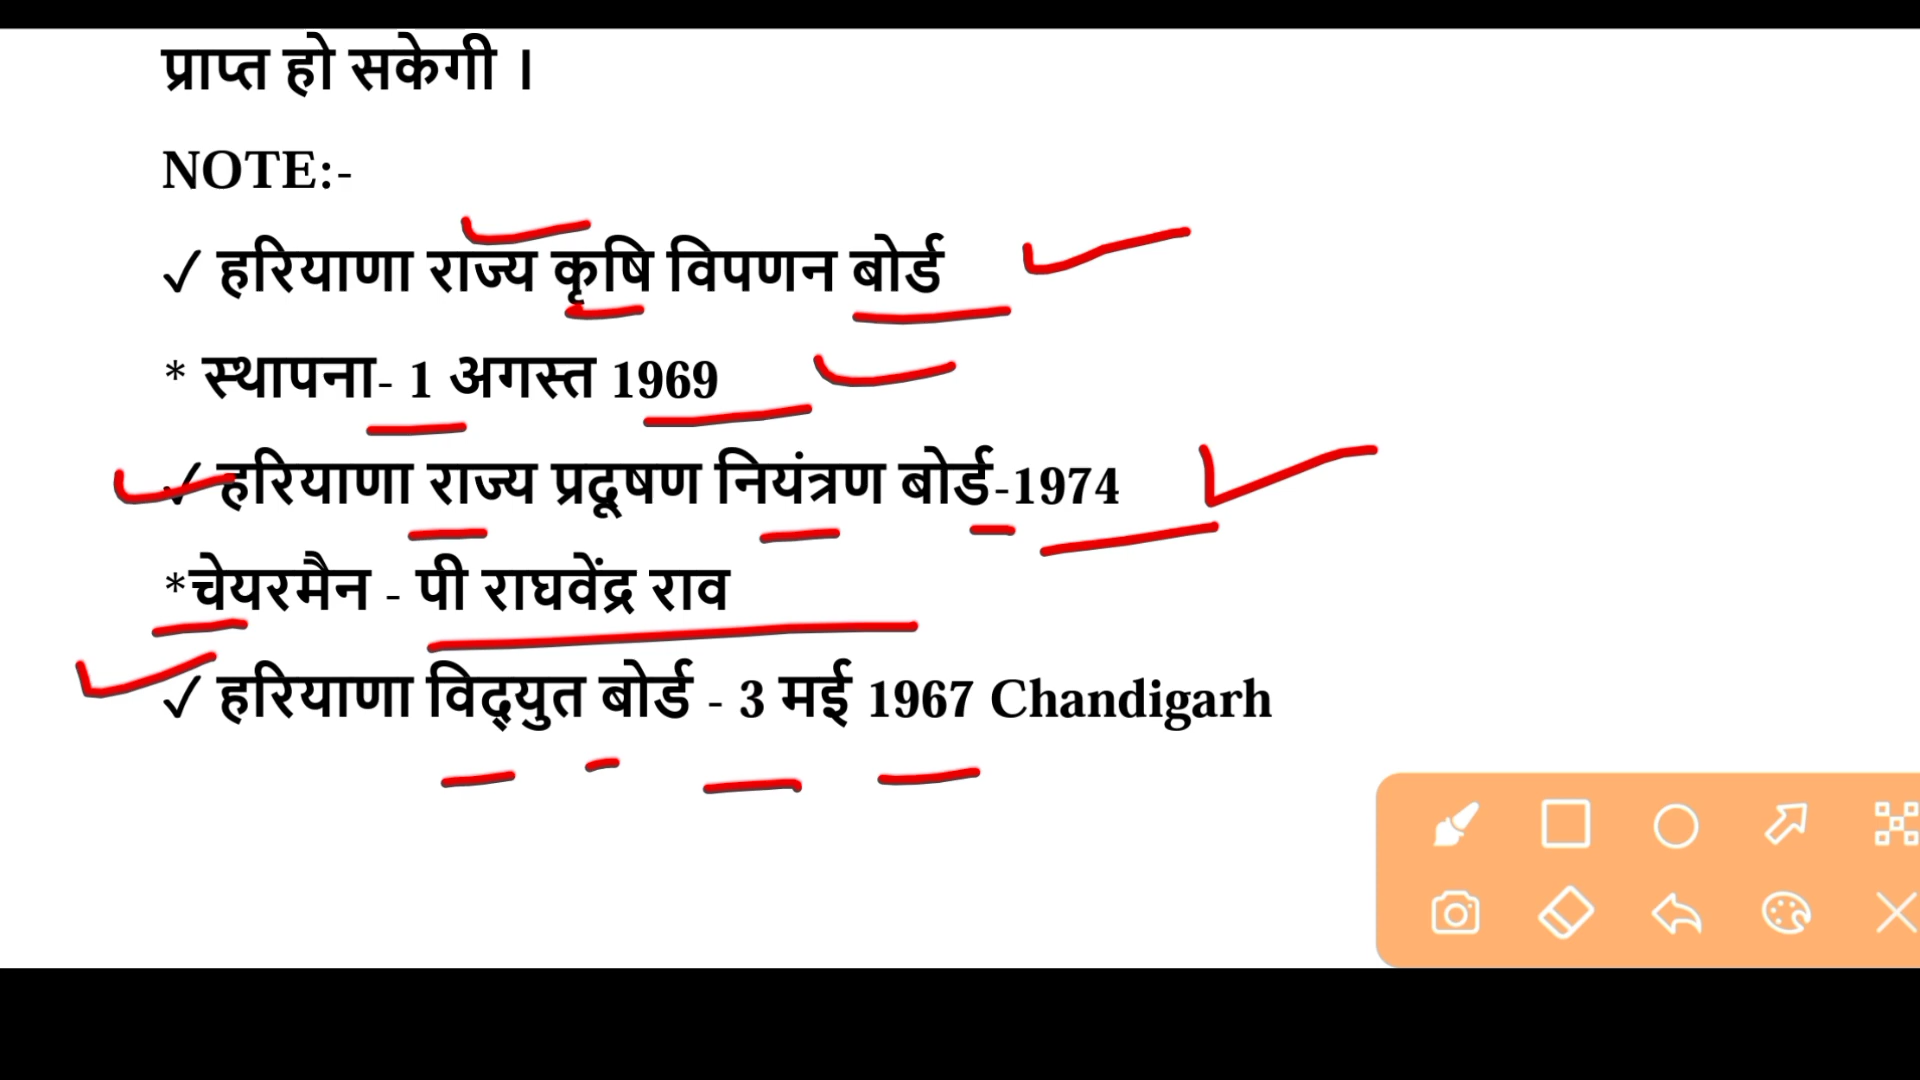 प्राप्त हो सकेगी ।
NOTE:-
✓ हरियाणा राज्य कृषि विपणन बोर्ड
* स्थापना- 1 अगस्त 1969
✓ हरियाणा राज्य प्रदूषण नियंत्रण बोर्ड-1974
*चेयरमैन - पी राघवेंद्र राव
✓ हरियाणा विद्युत बोर्ड - 3 मई 1967 Chandigarh